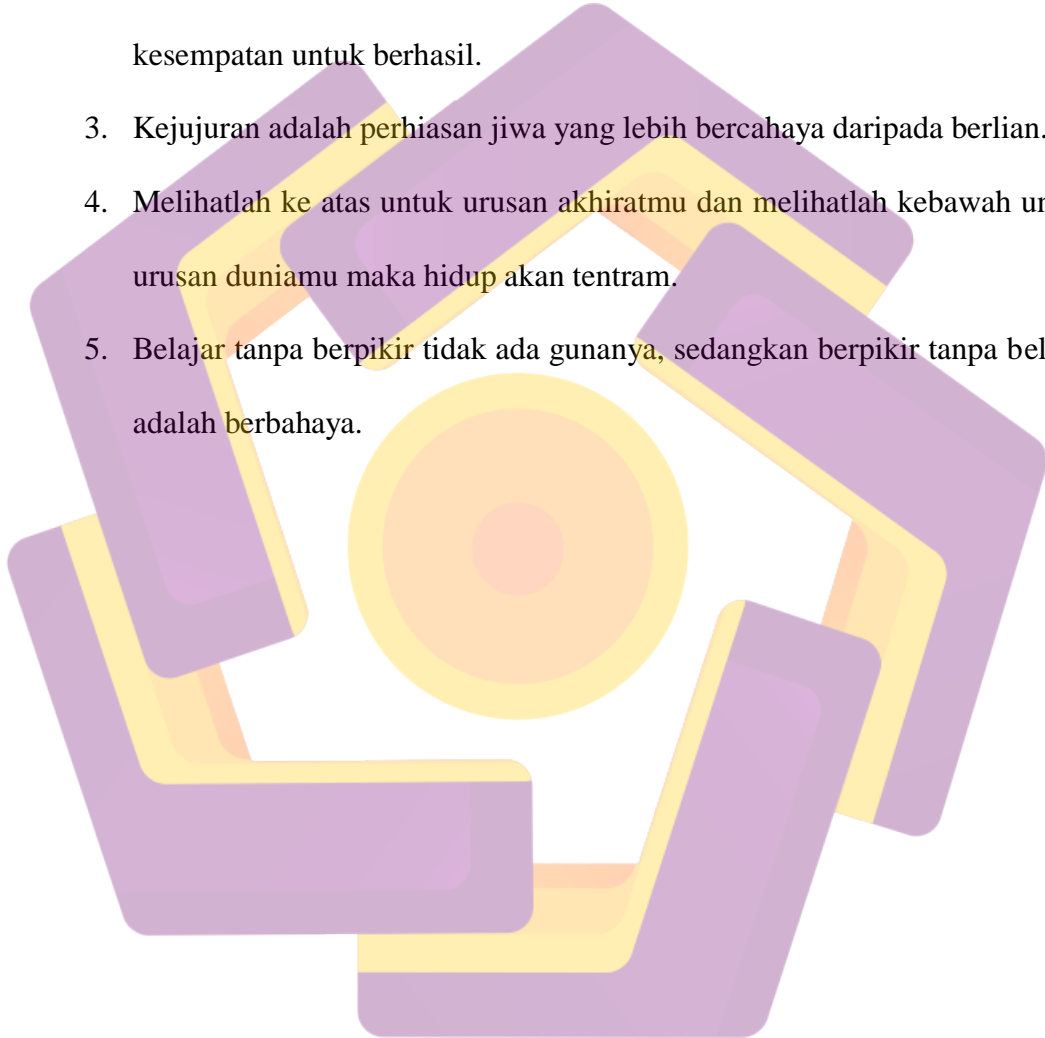 kesempatan untuk berhasil.
3. Kejujuran adalah perhiasan jiwa yang lebih bercahaya daripada berlian.
4. Melihatlah ke atas untuk urusan akhiratmu dan melihatlah kebawah
urusan duniamu maka hidup akan tentram.
5. Belajar tanpa berpikir tidak ada gunanya, sedangkan berpikir tanpa
adalah berbahaya.